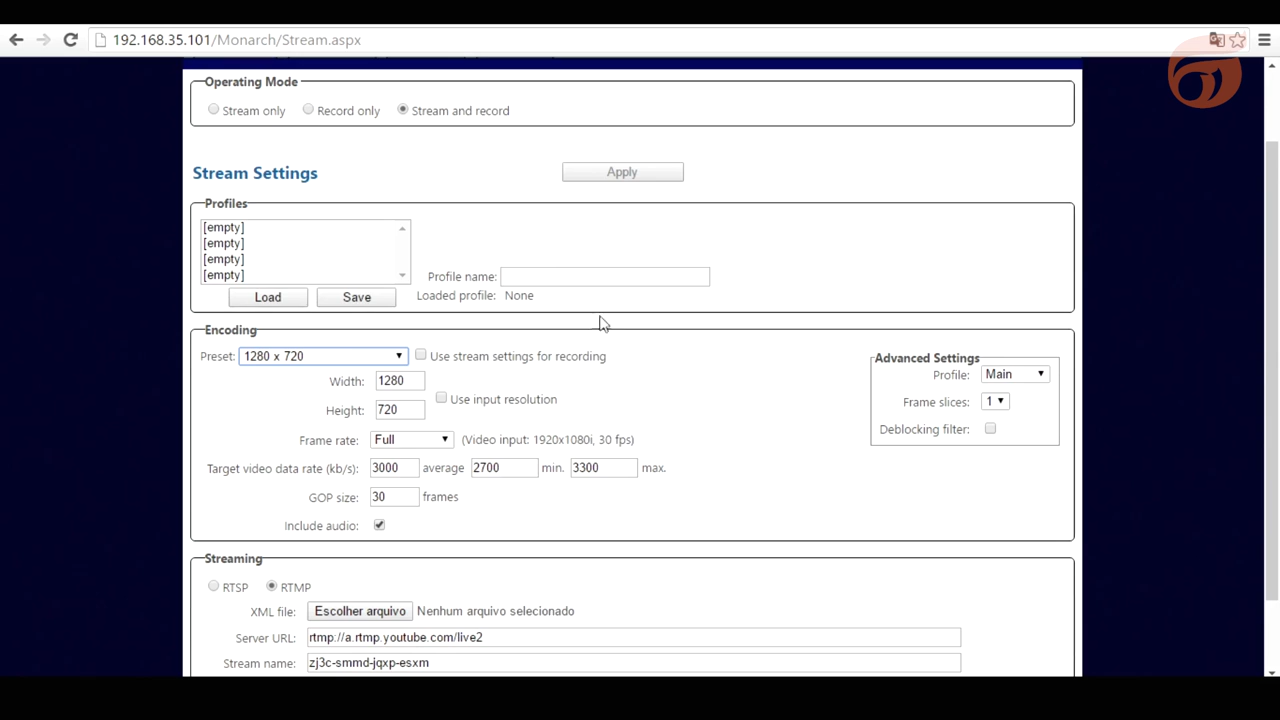 192.168.35.101/Monarch/Stream.aspx
Operating Mode
Stream only Record only Stream and record
Stream Settings Apply
Profiles
[empty]
[empty]
[empty]
[empty]
Profile name:
Load Save Loaded profile: None
Encoding
Preset: 1280 x 720 Use stream settings for recording
Advanced Settings
Profile: Main
Width: 1280
Use input resolution
Frame slices: 1
Height: 720
Deblocking filter:
Frame rate: Full (Video input: 1920x1080i, 30 fps)
Target video data rate (kb/s): 3000 average 2700 min. 3300 max.
GOP size: 30 frames
Include audio:
Streaming
RTSP RTMP
XML file: Escolher arquivo Nenhum arquivo selecionado
Server URL: rtmp://a.rtmp.youtube.com/live2
Stream name: zj3c-smmd-jqxp-esxm